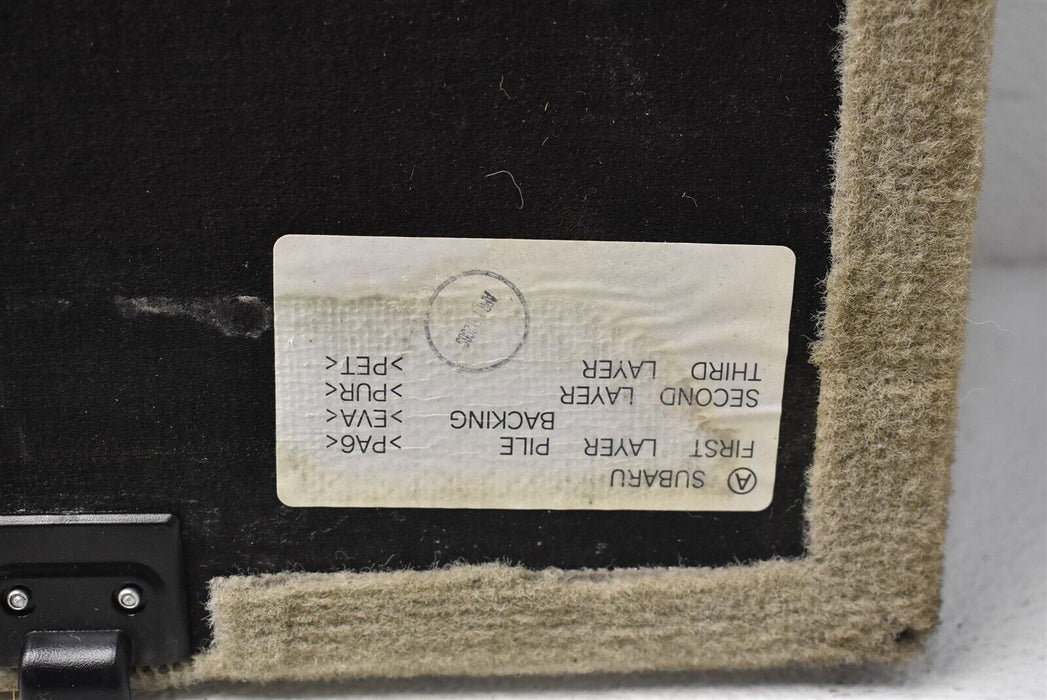 Ⓐ SUBARU
FIRST LAYER PILE >PA6<
BACKING >EVA<
SECOND LAYER >PUR<
THIRD LAYER >PET<